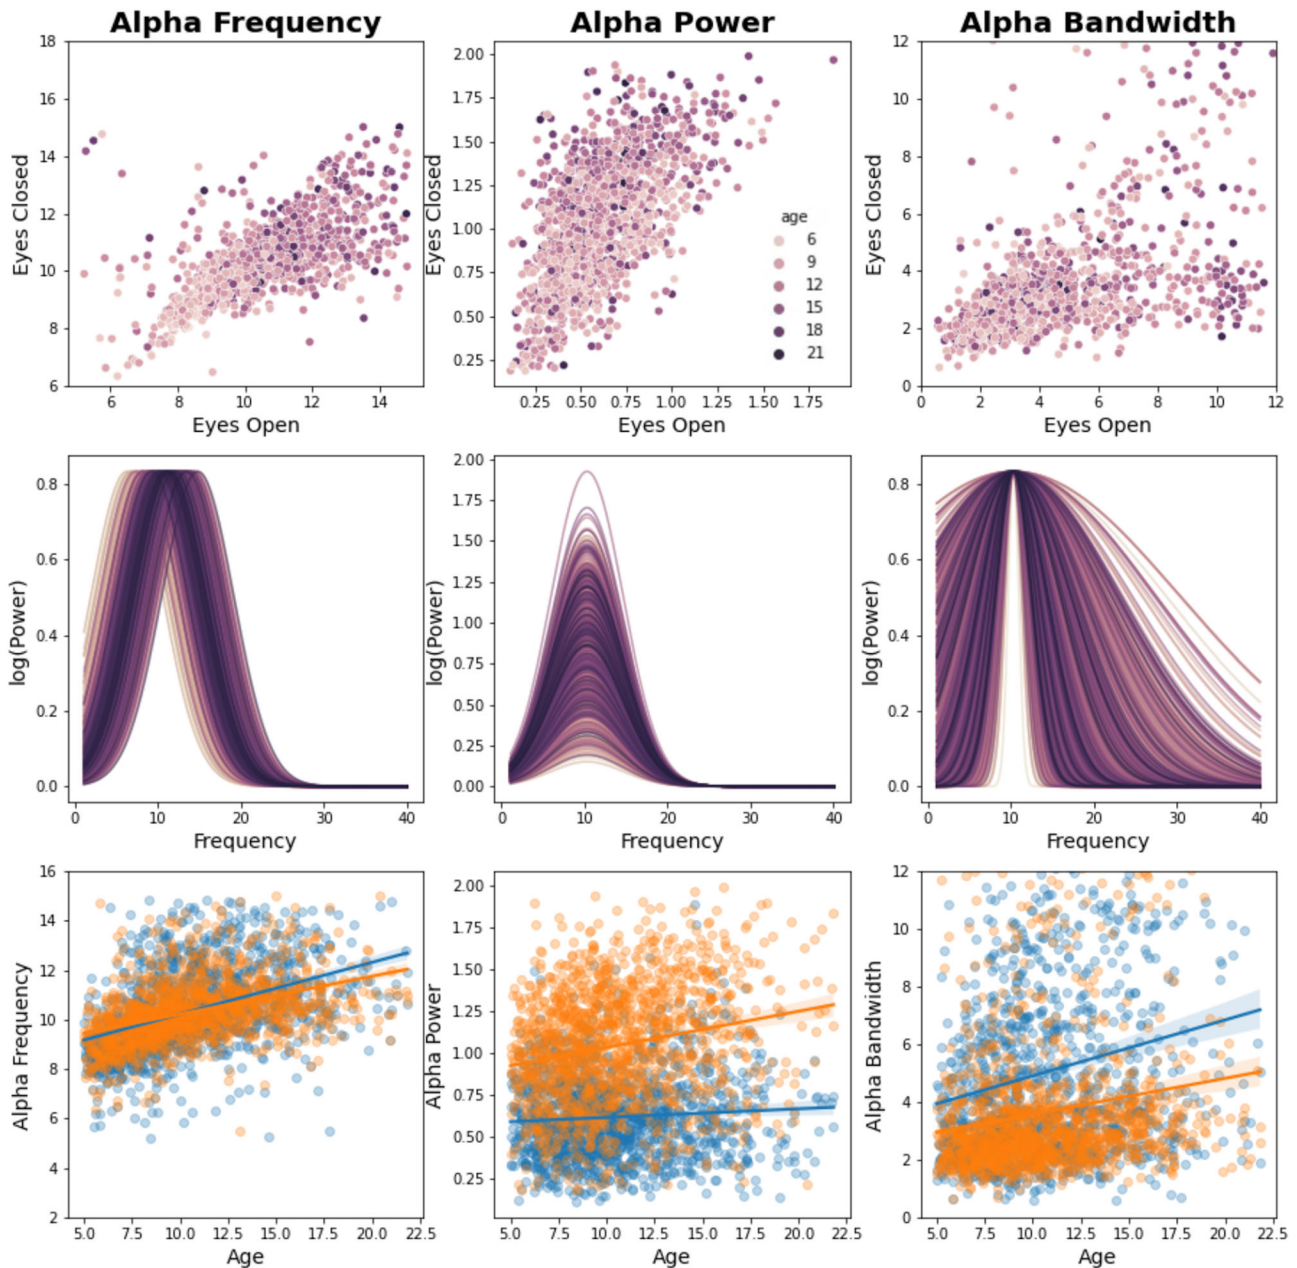 Alpha Frequency
18
16
14
12
10
8
6
6 8 10 12 14
Eyes Closed
Eyes Open
Alpha Power
2.00
1.75
1.50
1.25
1.00
0.75
0.50
0.25
0.25 0.50 0.75 1.00 1.25 1.50 1.75
Eyes Closed
Eyes Open
age
6
9
12
15
18
21
Alpha Bandwidth
12
10
8
6
4
2
0
0 2 4 6 8 10 12
Eyes Closed
Eyes Open
0.8
0.6
0.4
0.2
0.0
0 10 20 30 40
log(Power)
Frequency
2.00
1.75
1.50
1.25
1.00
0.75
0.50
0.25
0.00
0 10 20 30 40
log(Power)
Frequency
0.8
0.6
0.4
0.2
0.0
0 10 20 30 40
log(Power)
Frequency
16
14
12
10
8
6
4
2
5.0 7.5 10.0 12.5 15.0 17.5 20.0 22.5
Alpha Frequency
Age
2.00
1.75
1.50
1.25
1.00
0.75
0.50
0.25
5.0 7.5 10.0 12.5 15.0 17.5 20.0 22.5
Alpha Power
Age
12
10
8
6
4
2
0
5.0 7.5 10.0 12.5 15.0 17.5 20.0 22.5
Alpha Bandwidth
Age